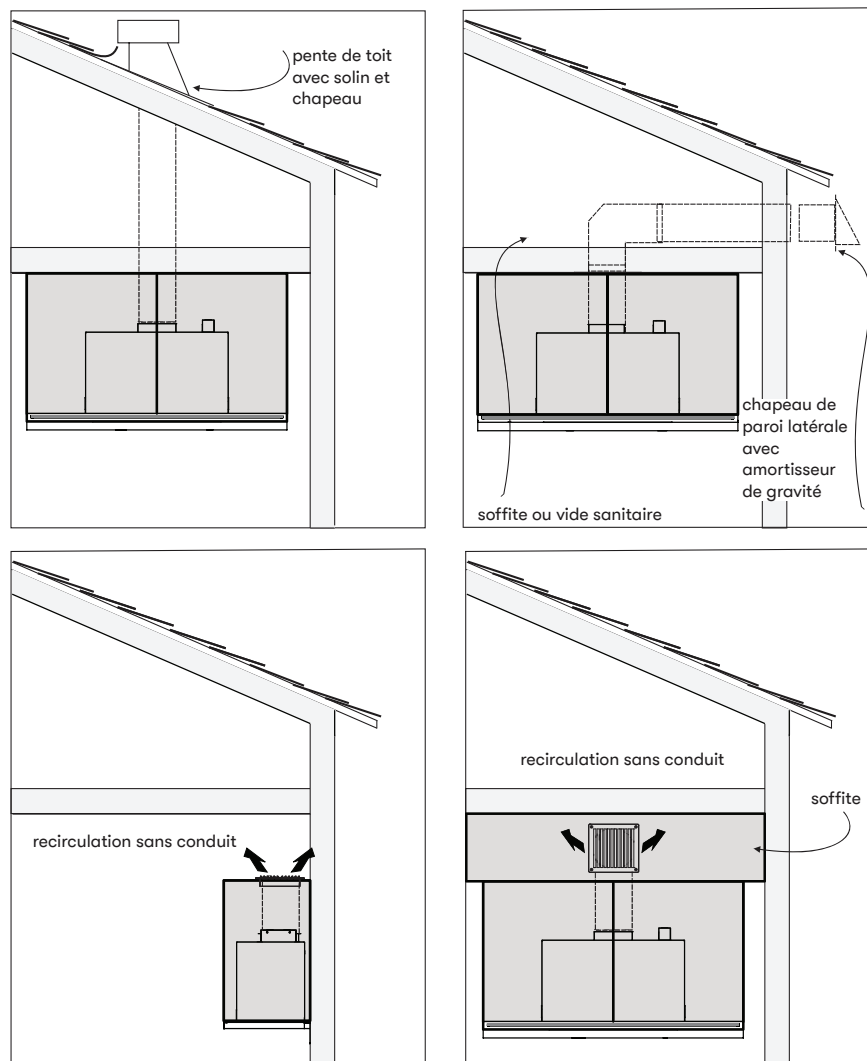 pente de toit
avec solin et
chapeau
chapeau de
paroi latérale
avec
amortisseur
de gravité
soffite ou vide sanitaire
recirculation sans conduit
recirculation sans conduit
soffite